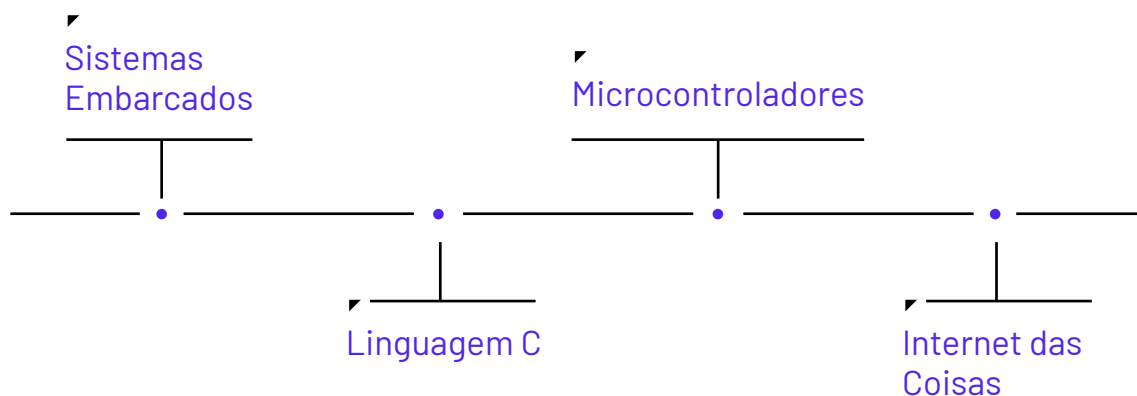 Sistemas
Embarcados
Linguagem C
Microcontroladores
Internet das
Coisas